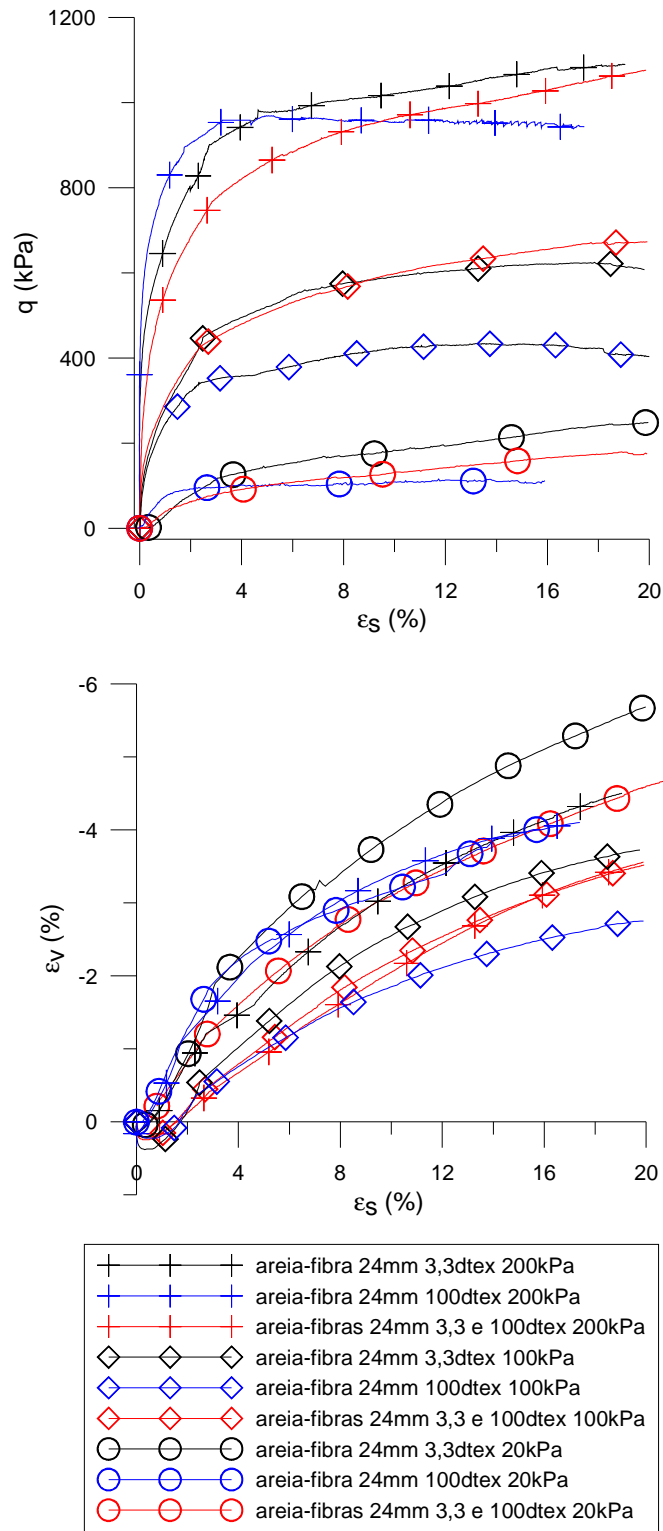 1200
800
400
0
q (kPa)
0 4 8 12 16 20
εs (%)
-6
-4
-2
0
εv (%)
0 4 8 12 16 20
εs (%)
areia-fibra 24mm 3,3dtex 200kPa
areia-fibra 24mm 100dtex 200kPa
areia-fibras 24mm 3,3 e 100dtex 200kPa
areia-fibra 24mm 3,3dtex 100kPa
areia-fibra 24mm 100dtex 100kPa
areia-fibras 24mm 3,3 e 100dtex 100kPa
areia-fibra 24mm 3,3dtex 20kPa
areia-fibra 24mm 100dtex 20kPa
areia-fibras 24mm 3,3 e 100dtex 20kPa